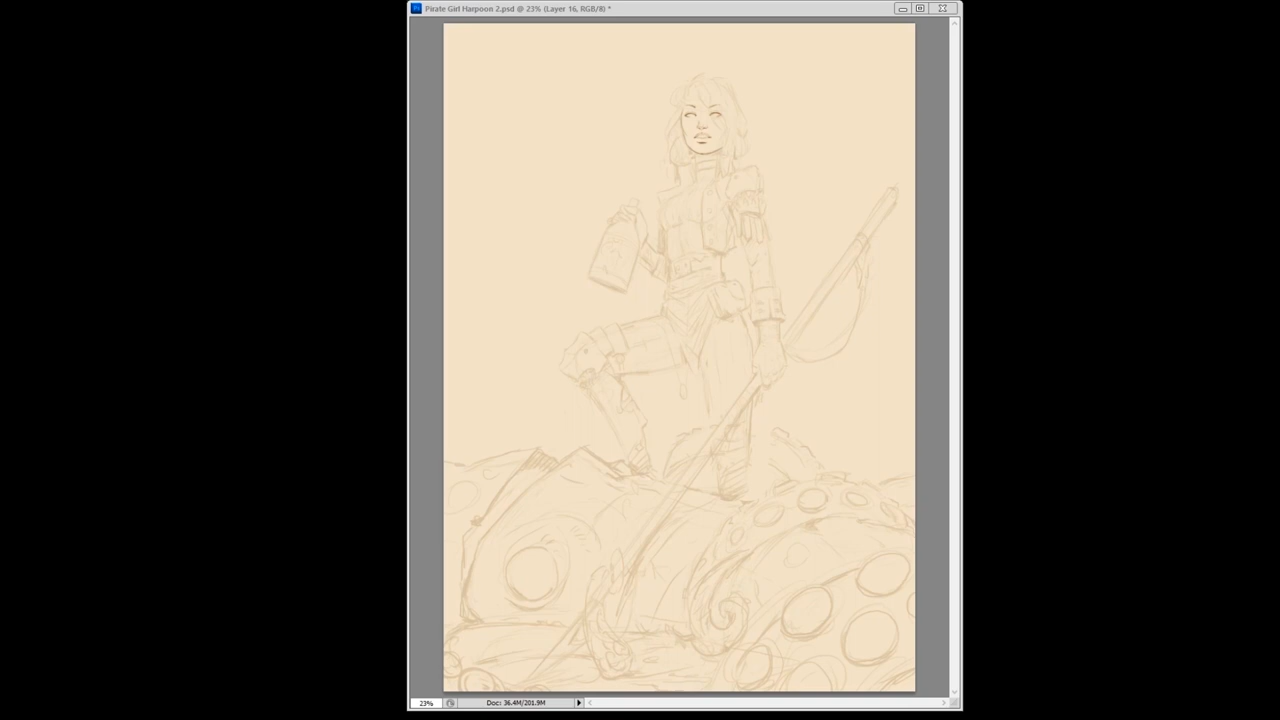 Pirate Girl Harpoon 2.psd @ 23% (Layer 16, RGB/8) *
23%
Doc: 36.4M/201.9M